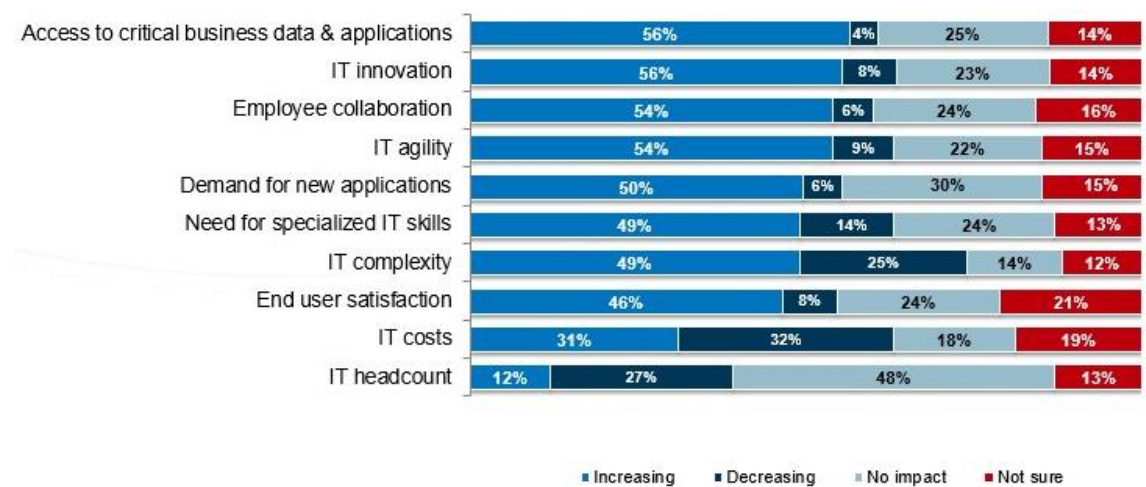 Access to critical business data & applications 56% 4% 25% 14%
IT innovation 56% 8% 23% 14%
Employee collaboration 54% 6% 24% 16%
IT agility 54% 9% 22% 15%
Demand for new applications 50% 6% 30% 15%
Need for specialized IT skills 49% 14% 24% 13%
IT complexity 49% 25% 14% 12%
End user satisfaction 46% 8% 24% 21%
IT costs 31% 32% 18% 19%
IT headcount 12% 27% 48% 13%
Increasing Decreasing No impact Not sure